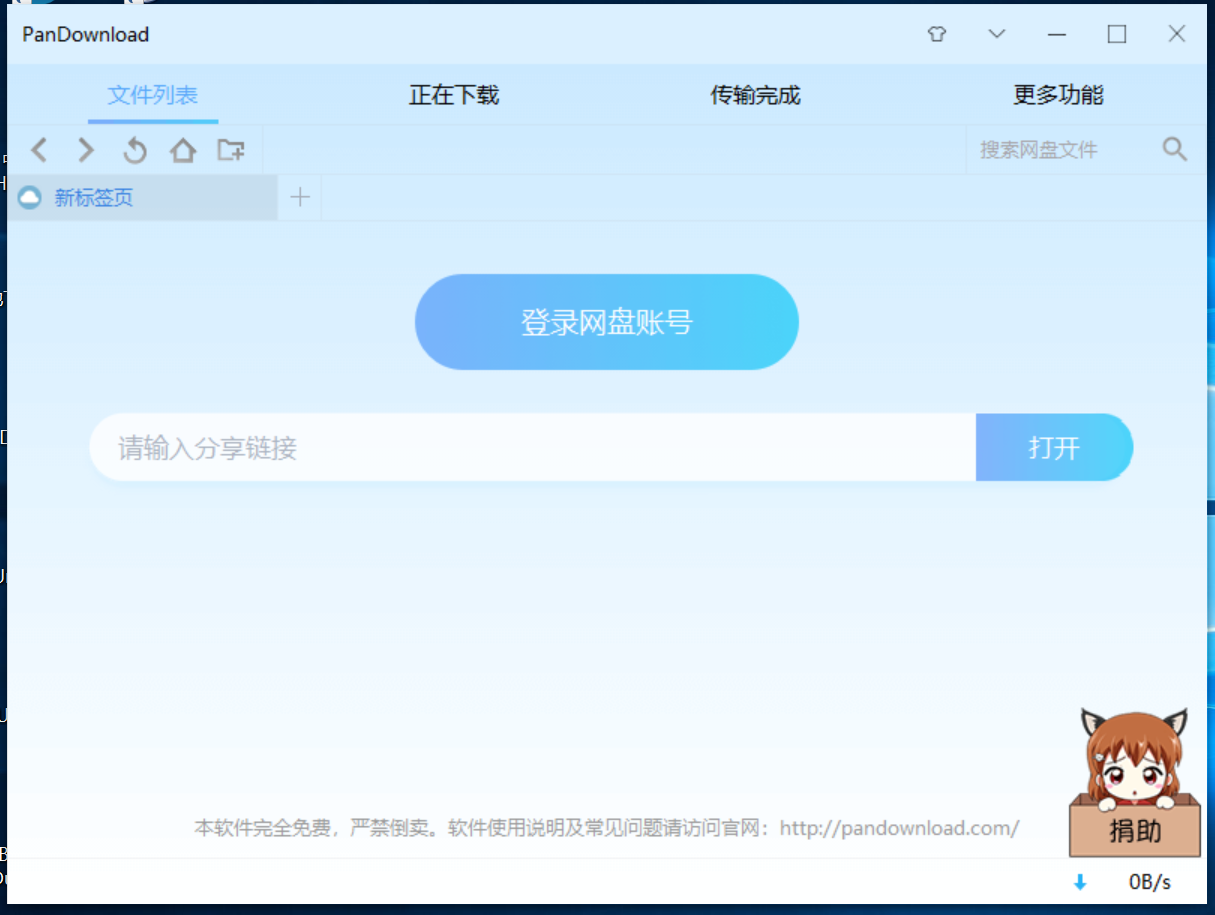 PanDownload
文件列表 正在下载 传输完成 更多功能
搜索网盘文件
新标签页
登录网盘账号
请输入分享链接 打开
本软件完全免费，严禁倒卖。软件使用说明及常见问题请访问官网：http://pandownload.com/
捐助
0B/s